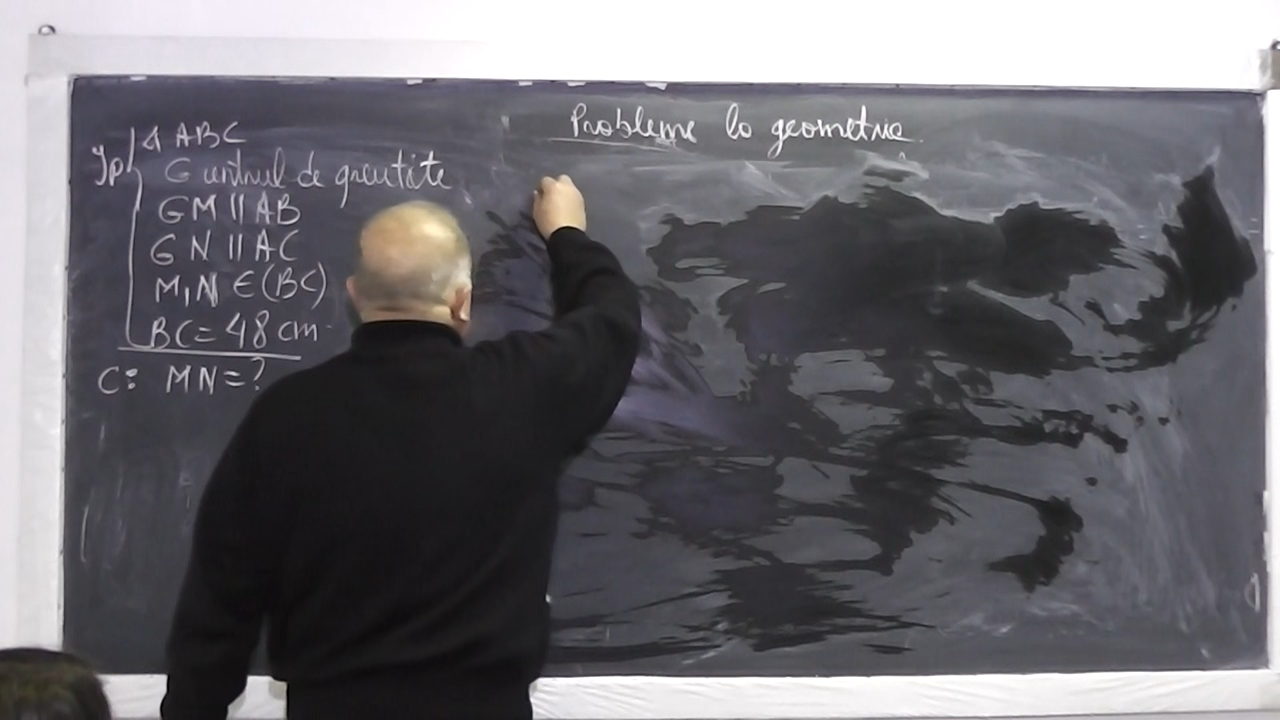 Probleme la geometrie
Ip Δ ABC
G centrul de greutate
GM || AB
GN || AC
M, N ∈ (BC)
BC = 48 cm
C: MN = ?